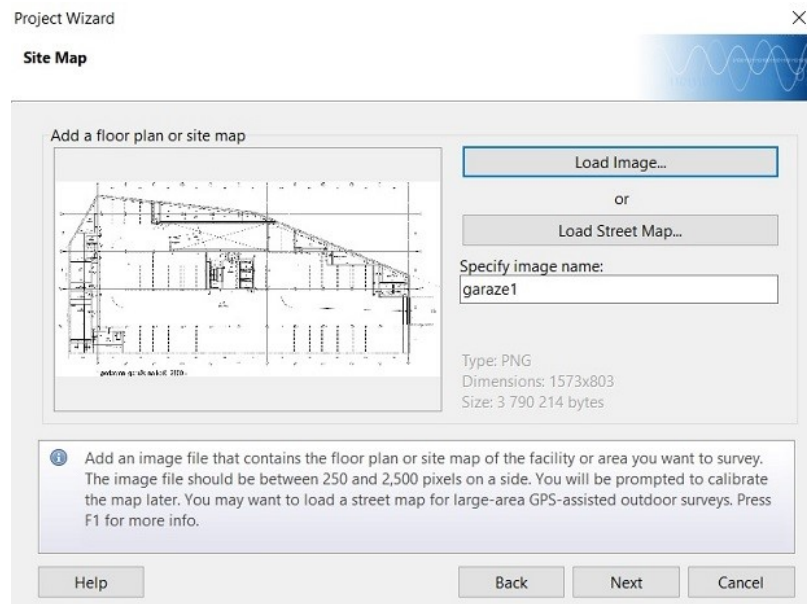 Project Wizard
Site Map
Add a floor plan or site map
Load Image...
or
Load Street Map...
Specify image name:
garaze1
Type: PNG
Dimensions: 1573x803
Size: 3 790 214 bytes
Add an image file that contains the floor plan or site map of the facility or area you want to survey.
The image file should be between 250 and 2,500 pixels on a side. You will be prompted to calibrate
the map later. You may want to load a street map for large-area GPS-assisted outdoor surveys. Press
F1 for more info.
Help
Back
Next
Cancel